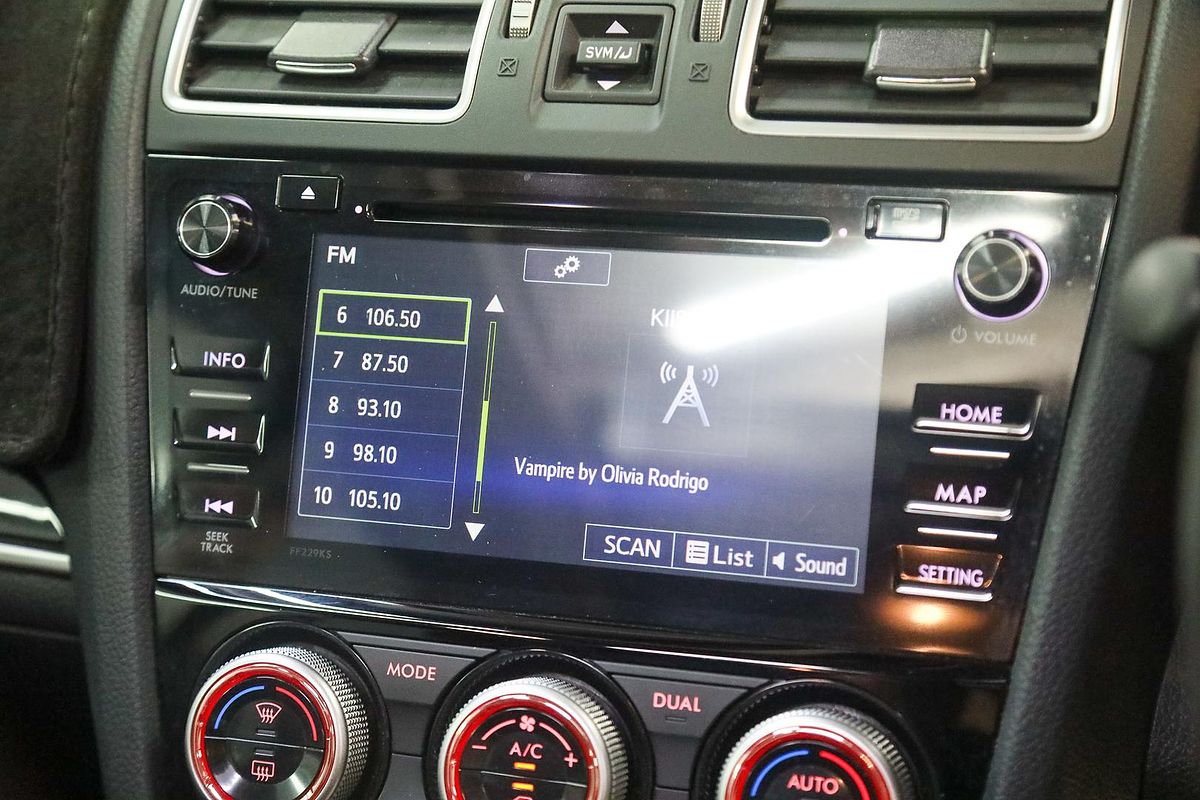 SVM/
AUDIO/TUNE
FM
6 106.50
7 87.50
8 93.10
9 98.10
10 105.10
Vampire by Olivia Rodrigo
SCAN List Sound
INFO
SEEK
TRACK
FF229KS
VOLUME
HOME
MAP
SETTING
MODE
DUAL
A/C
AUTO